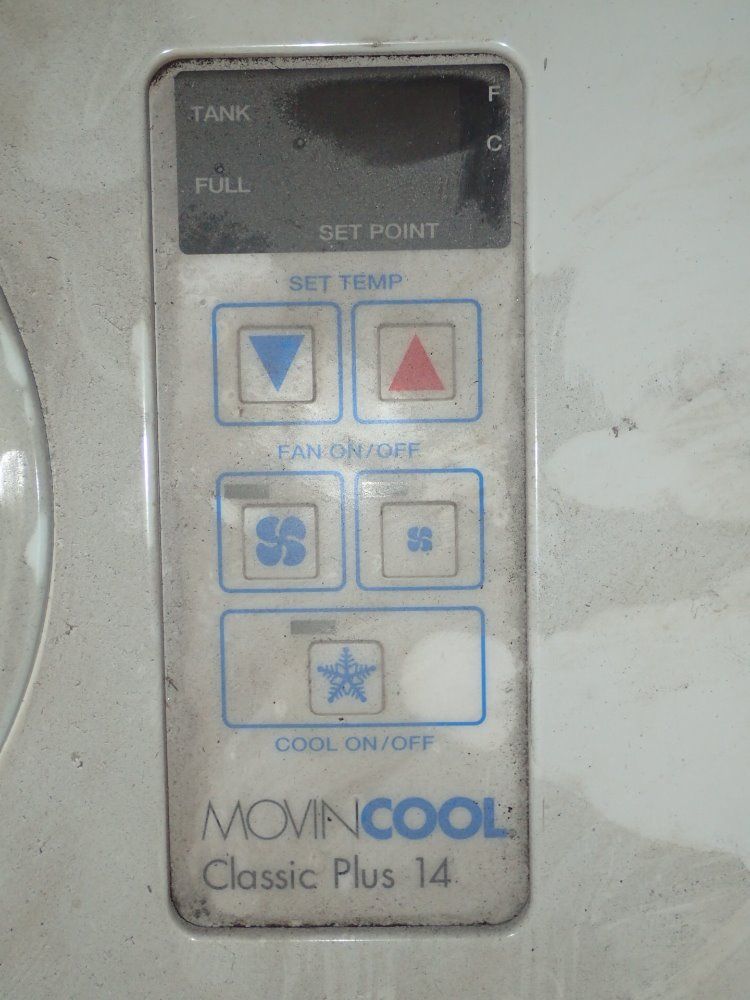 TANK F
C
FULL
SET POINT
SET TEMP
FAN ON/OFF
COOL ON/OFF
MOVINCOOL
Classic Plus 14